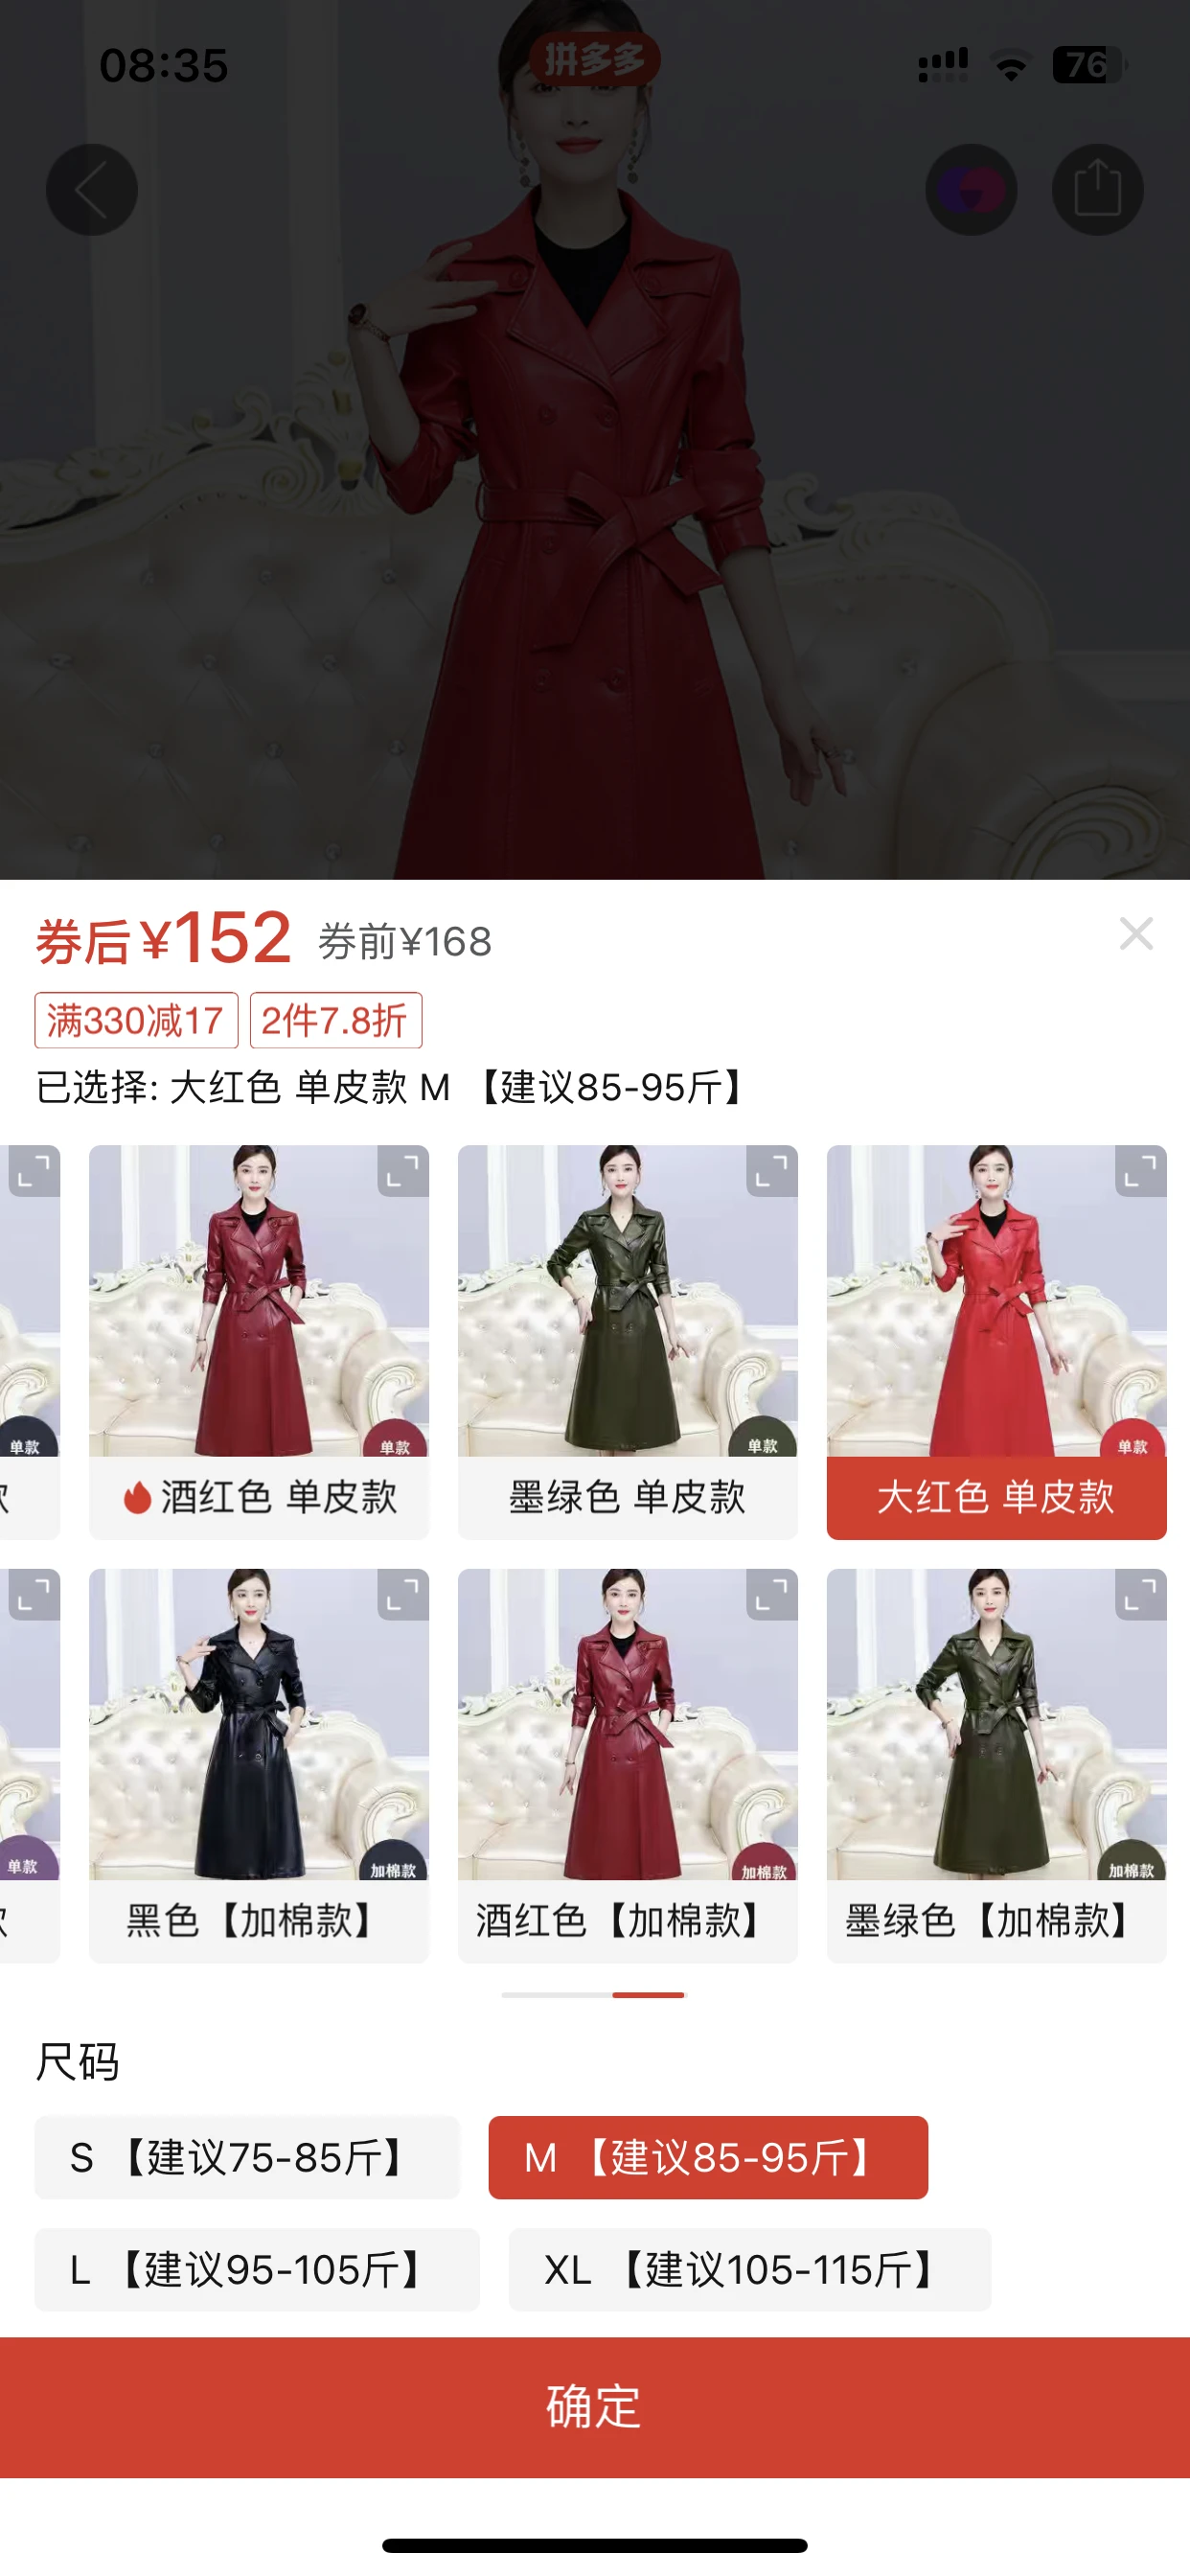 08:35
拼多多
76
券后¥152 券前¥168
满330减17 2件7.8折
已选择: 大红色 单皮款 M 【建议85-95斤】
单款 单款 单款 单款
酒红色 单皮款 墨绿色 单皮款 大红色 单皮款
单款 加棉款 加棉款 加棉款
黑色【加棉款】 酒红色【加棉款】 墨绿色【加棉款】
尺码
S 【建议75-85斤】 M 【建议85-95斤】
L 【建议95-105斤】 XL 【建议105-115斤】
确定